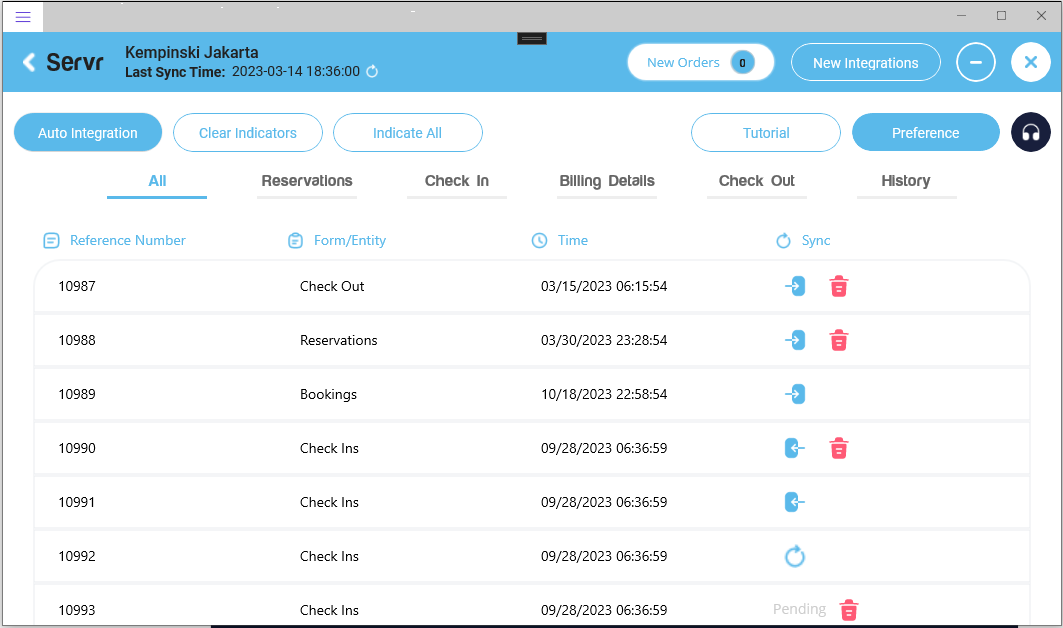 Servr
Kempinski Jakarta
Last Sync Time: 2023-03-14 18:36:00
New Orders 0
New Integrations
Auto Integration
Clear Indicators
Indicate All
Tutorial
Preference
All
Reservations
Check In
Billing Details
Check Out
History
Reference Number Form/Entity Time Sync
10987 Check Out 03/15/2023 06:15:54
10988 Reservations 03/30/2023 23:28:54
10989 Bookings 10/18/2023 22:58:54
10990 Check Ins 09/28/2023 06:36:59
10991 Check Ins 09/28/2023 06:36:59
10992 Check Ins 09/28/2023 06:36:59
10993 Check Ins 09/28/2023 06:36:59 Pending